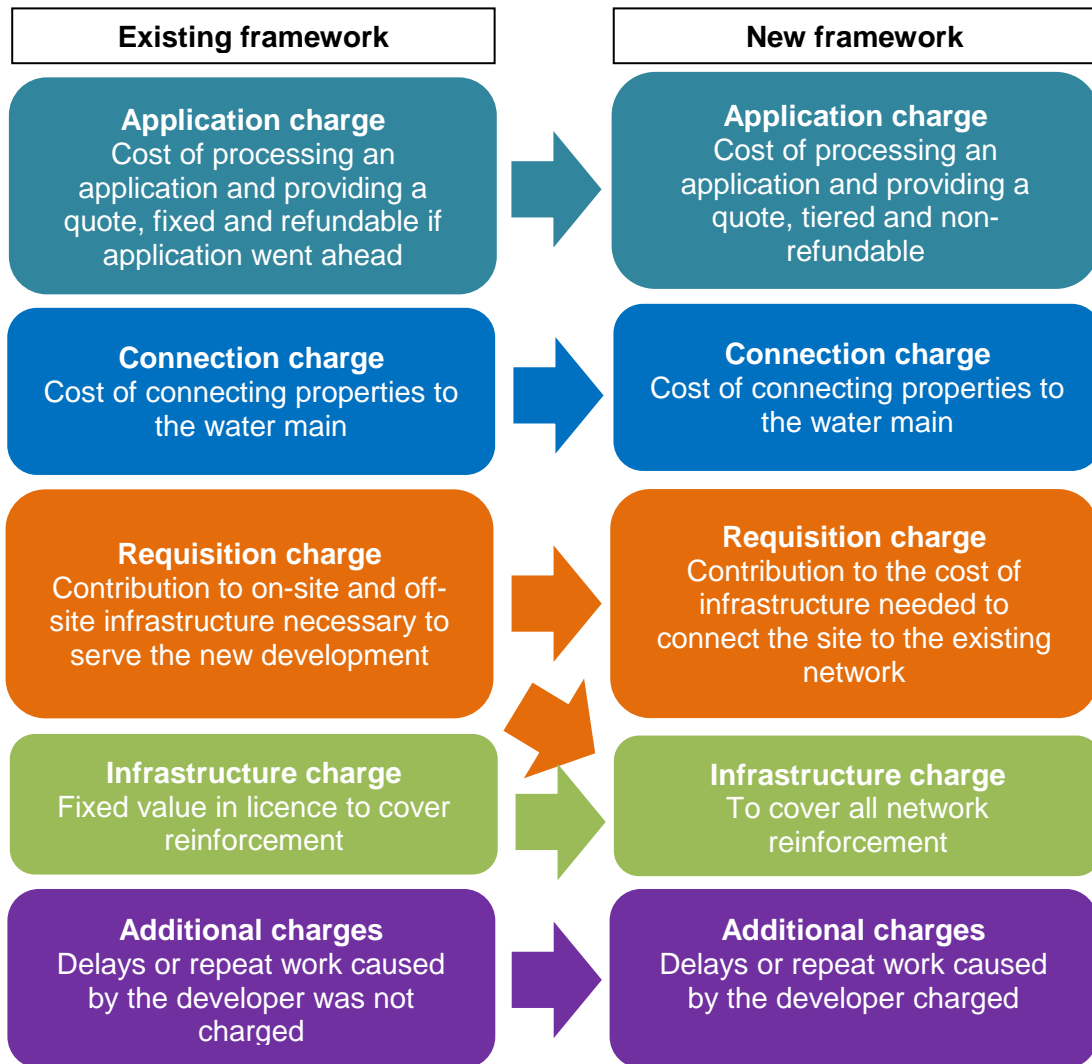 Existing framework
New framework
Application charge
Cost of processing an
application and providing a
quote, fixed and refundable if
application went ahead
Application charge
Cost of processing an
application and providing a
quote, tiered and non-
refundable
Connection charge
Cost of connecting properties to
the water main
Connection charge
Cost of connecting properties to
the water main
Requisition charge
Contribution to on-site and off-
site infrastructure necessary to
serve the new development
Requisition charge
Contribution to the cost of
infrastructure needed to
connect the site to the existing
network
Infrastructure charge
Fixed value in licence to cover
reinforcement
Infrastructure charge
To cover all network
reinforcement
Additional charges
Delays or repeat work caused
by the developer was not
charged
Additional charges
Delays or repeat work caused
by the developer charged